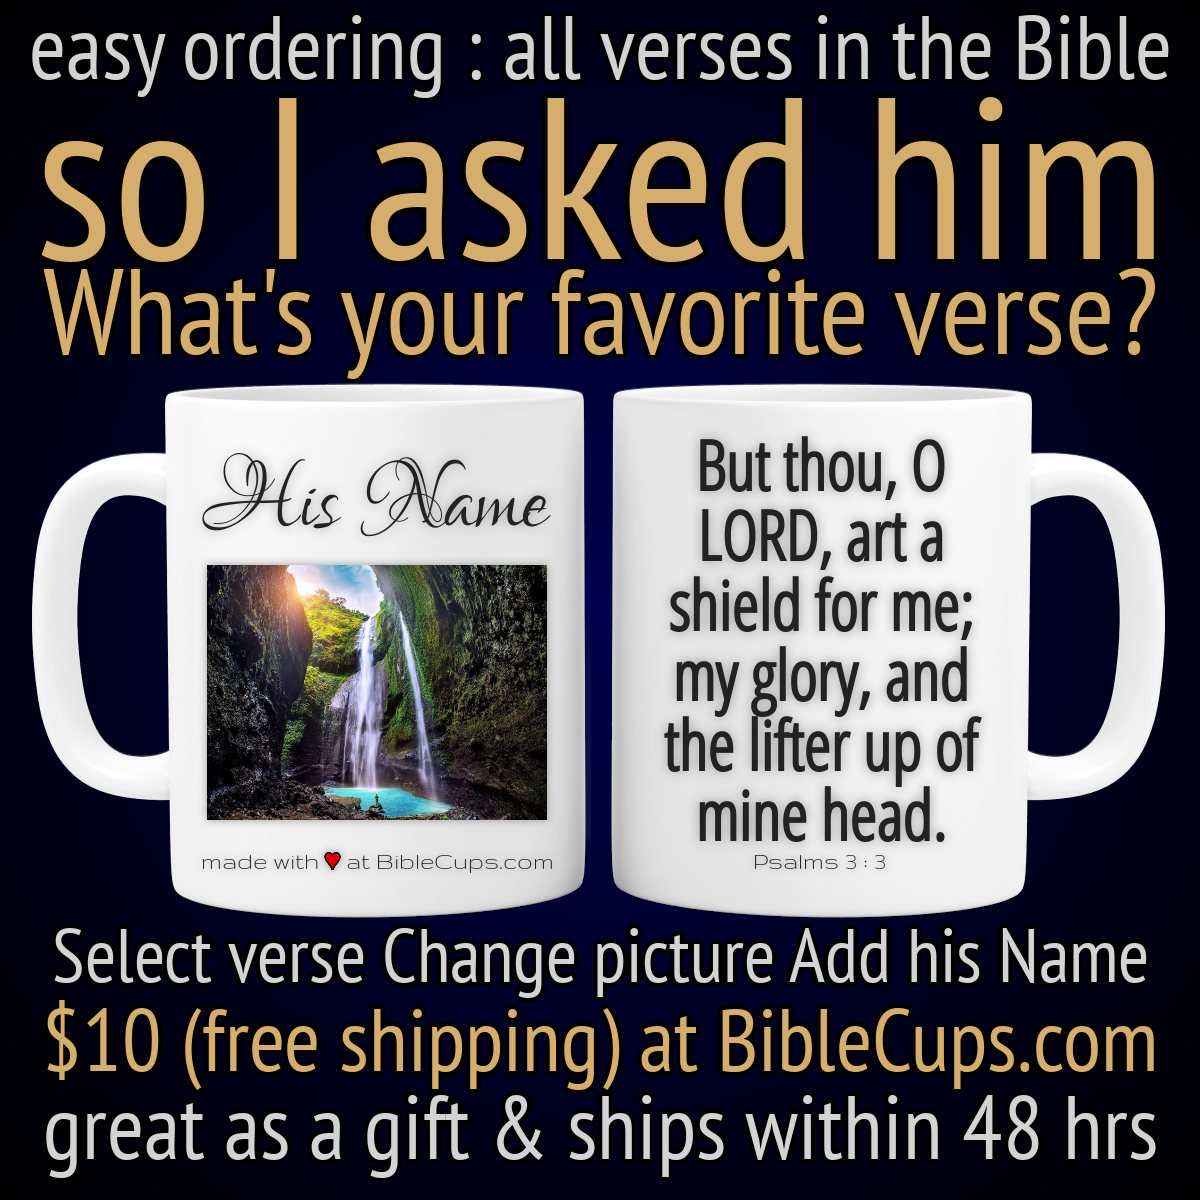 easy ordering : all verses in the Bible
so I asked him
What's your favorite verse?
His Name
made with ♥ at BibleCups.com
But thou, O
LORD, art a
shield for me;
my glory, and
the lifter up of
mine head.
Psalms 3 : 3
Select verse Change picture Add his Name
$10 (free shipping) at BibleCups.com
great as a gift & ships within 48 hrs